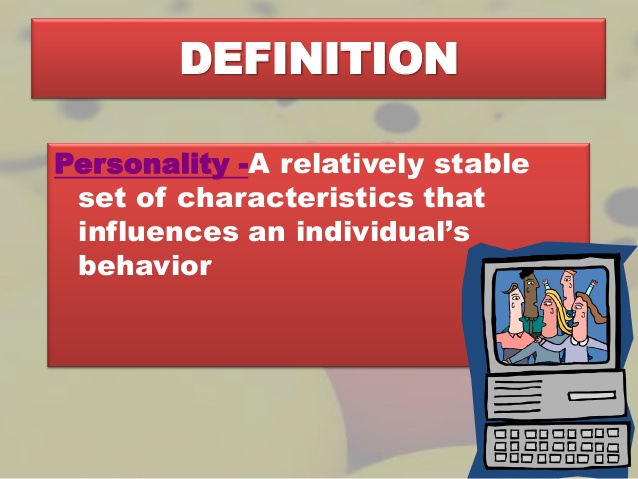 DEFINITION
Personality -A relatively stable
set of characteristics that
influences an individual’s
behavior